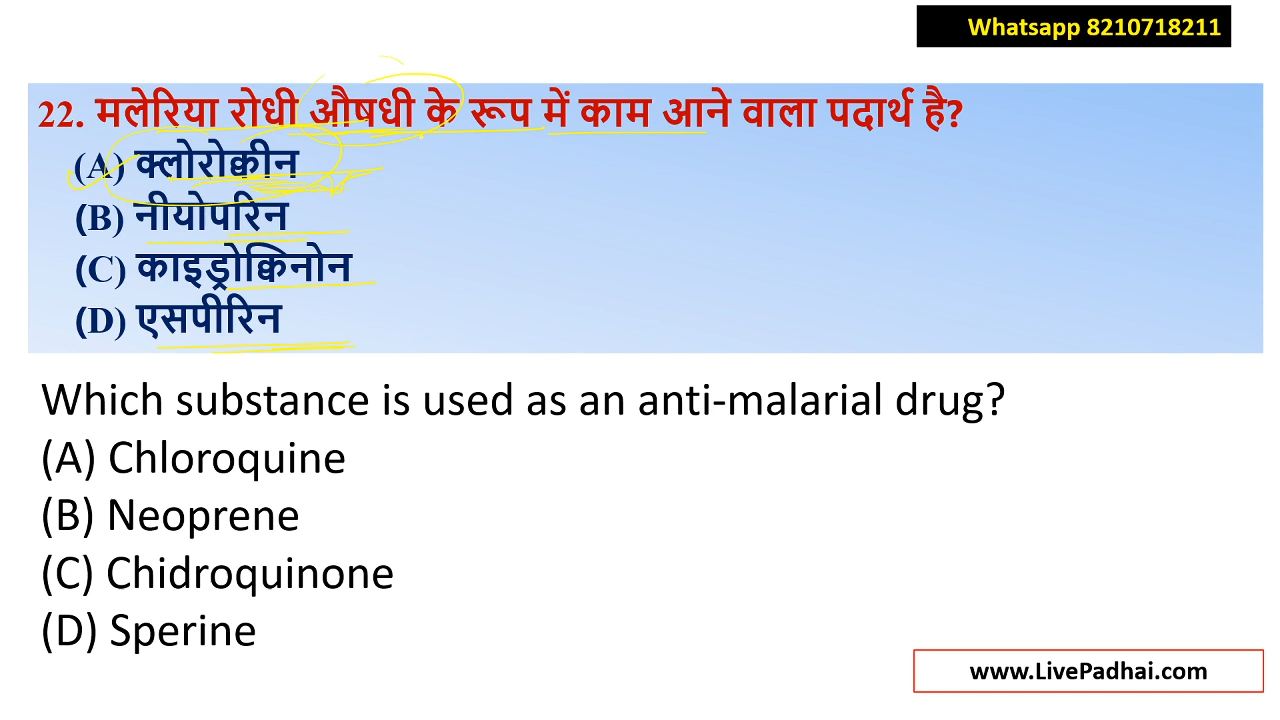 Whatsapp 8210718211
22. मलेरिया रोधी औषधी के रूप में काम आने वाला पदार्थ है?
(A) क्लोरोक्वीन
(B) नीयोपरिन
(C) काइड्रोक्विनोन
(D) एसपीरिन
Which substance is used as an anti-malarial drug?
(A) Chloroquine
(B) Neoprene
(C) Chidroquinone
(D) Sperine
www.LivePadhai.com